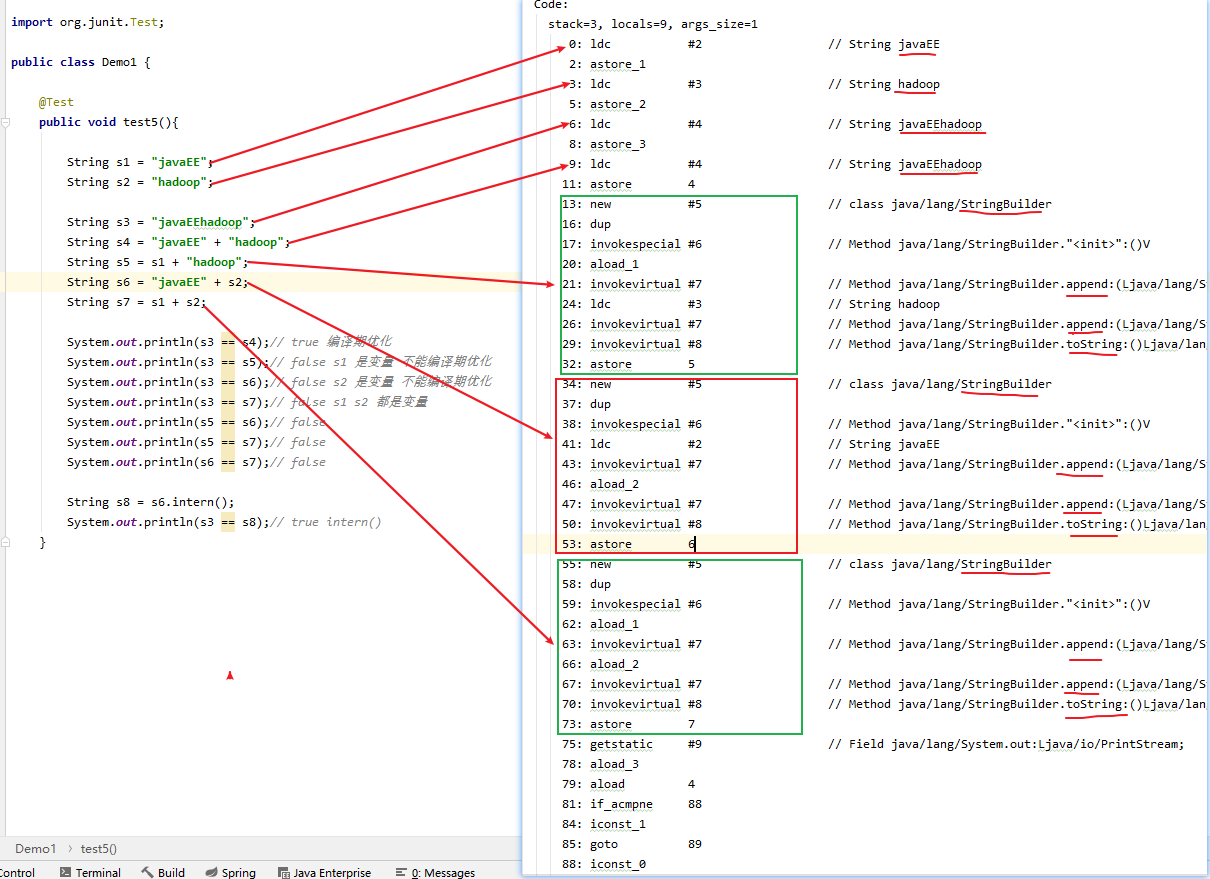 import org.junit.Test;
public class Demo1 {
@Test
public void test5(){
String s1 = "javaEE";
String s2 = "hadoop";
String s3 = "javaEEhadoop";
String s4 = "javaEE" + "hadoop";
String s5 = s1 + "hadoop";
String s6 = "javaEE" + s2;
String s7 = s1 + s2;
System.out.println(s3 == s4);// true 编译期优化
System.out.println(s3 == s5);// false s1 是变量 不能编译期优化
System.out.println(s3 == s6);// false s2 是变量 不能编译期优化
System.out.println(s3 == s7);// false s1 s2 都是变量
System.out.println(s5 == s6);// false
System.out.println(s5 == s7);// false
System.out.println(s6 == s7);// false
String s8 = s6.intern();
System.out.println(s3 == s8);// true intern()
}
Demo1 › test5()
Control Terminal Build Spring Java Enterprise 0: Messages
Code:
stack=3, locals=9, args_size=1
0: ldc #2 // String javaEE
2: astore_1
3: ldc #3 // String hadoop
5: astore_2
6: ldc #4 // String javaEEhadoop
8: astore_3
9: ldc #4 // String javaEEhadoop
11: astore 4
13: new #5 // class java/lang/StringBuilder
16: dup
17: invokespecial #6 // Method java/lang/StringBuilder."<init>":()V
20: aload_1
21: invokevirtual #7 // Method java/lang/StringBuilder.append:(Ljava/lang/S
24: ldc #3 // String hadoop
26: invokevirtual #7 // Method java/lang/StringBuilder.append:(Ljava/lang/S
29: invokevirtual #8 // Method java/lang/StringBuilder.toString:()Ljava/lan
32: astore 5
34: new #5 // class java/lang/StringBuilder
37: dup
38: invokespecial #6 // Method java/lang/StringBuilder."<init>":()V
41: ldc #2 // String javaEE
43: invokevirtual #7 // Method java/lang/StringBuilder.append:(Ljava/lang/S
46: aload_2
47: invokevirtual #7 // Method java/lang/StringBuilder.append:(Ljava/lang/S
50: invokevirtual #8 // Method java/lang/StringBuilder.toString:()Ljava/lan
53: astore 6
55: new #5 // class java/lang/StringBuilder
58: dup
59: invokespecial #6 // Method java/lang/StringBuilder."<init>":()V
62: aload_1
63: invokevirtual #7 // Method java/lang/StringBuilder.append:(Ljava/lang/S
66: aload_2
67: invokevirtual #7 // Method java/lang/StringBuilder.append:(Ljava/lang/S
70: invokevirtual #8 // Method java/lang/StringBuilder.toString:()Ljava/lan
73: astore 7
75: getstatic #9 // Field java/lang/System.out:Ljava/io/PrintStream;
78: aload_3
79: aload 4
81: if_acmpne 88
84: iconst_1
85: goto 89
88: iconst_0